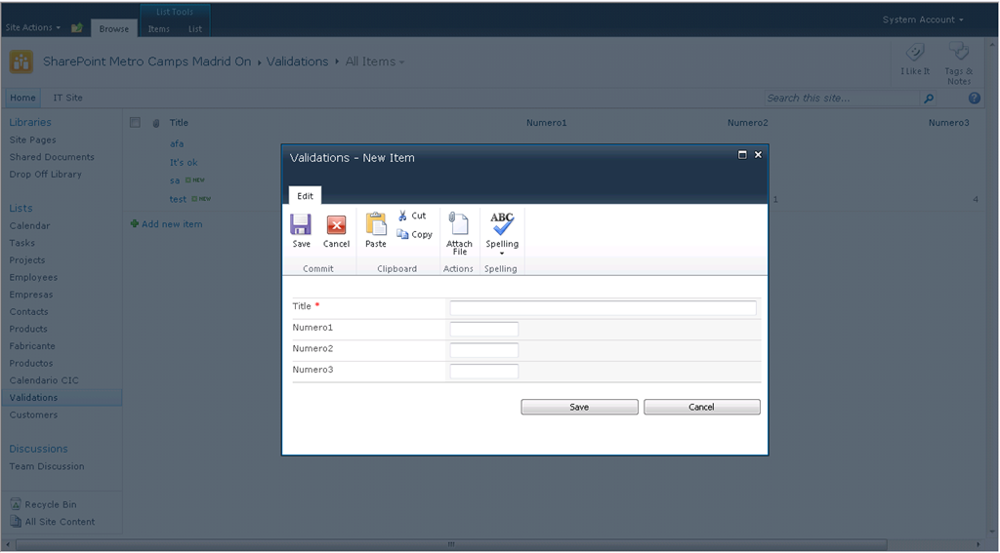 Site Actions
Browse
List Tools
Items
List
System Account
SharePoint Metro Camps Madrid On
Validations
All Items
I Like It
Tags &
Notes
Home
IT Site
Search this site...
Libraries
Site Pages
Shared Documents
Drop Off Library
Lists
Calendar
Tasks
Projects
Employees
Empresas
Contacts
Products
Fabricante
Productos
Calendario CIC
Validations
Customers
Discussions
Team Discussion
Recycle Bin
All Site Content
Title
Numero1
Numero2
Numero3
afa
It's ok
sa NEW
test NEW
1
4
Add new item
Validations - New Item
Edit
Save
Cancel
Commit
Paste
Cut
Copy
Clipboard
Attach
File
Actions
ABC
Spelling
Spelling
Title *
Numero1
Numero2
Numero3
Save
Cancel